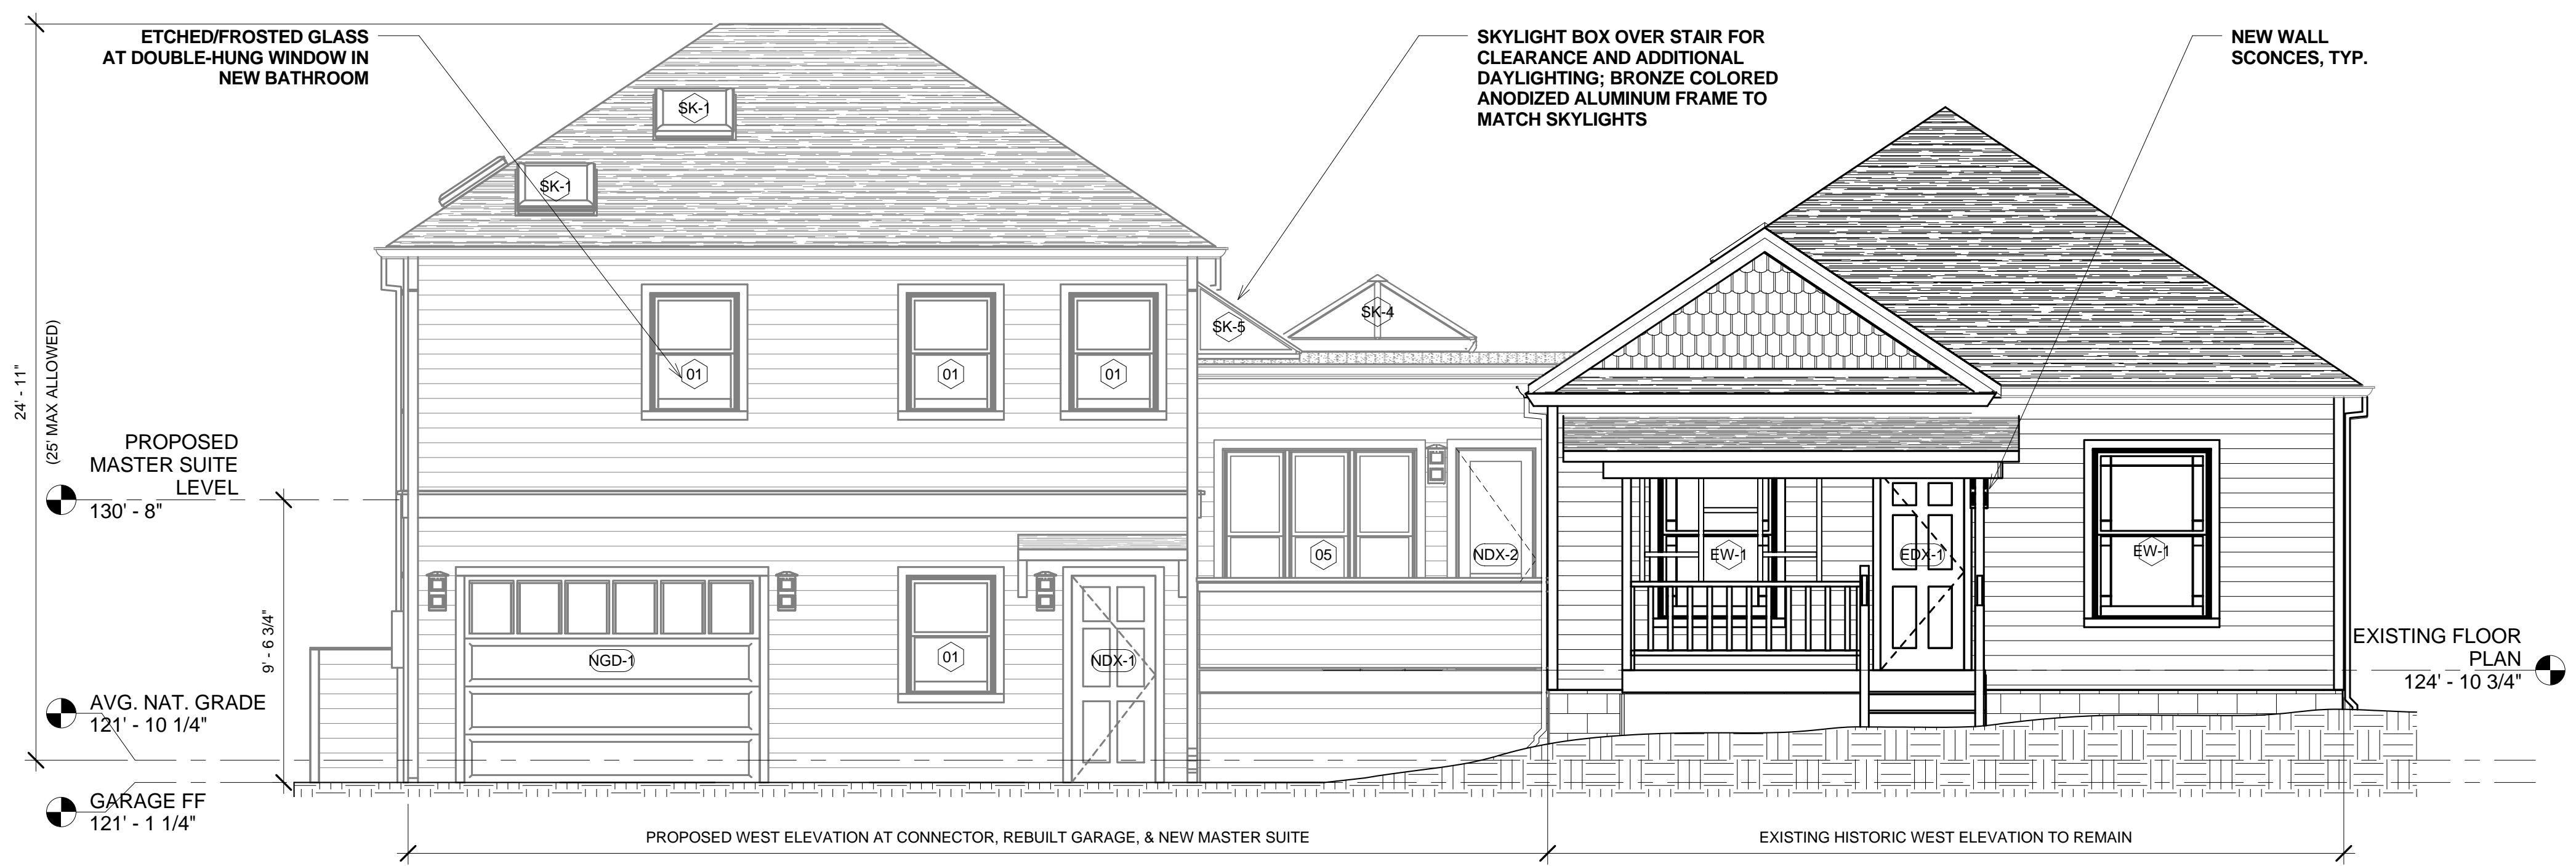 ETCHED/FROSTED GLASS
AT DOUBLE-HUNG WINDOW IN
NEW BATHROOM
SKYLIGHT BOX OVER STAIR FOR
CLEARANCE AND ADDITIONAL
DAYLIGHTING; BRONZE COLORED
ANODIZED ALUMINUM FRAME TO
MATCH SKYLIGHTS
NEW WALL
SCONCES, TYP.
SK-1
SK-1
SK-5
SK-4
24' - 11"
(25' MAX ALLOWED)
01
01
01
PROPOSED
MASTER SUITE
LEVEL
130' - 8"
05
NDX-2
EW-1
EDX-1
EW-1
9' - 6 3/4"
NGD-1
01
NDX-1
EXISTING FLOOR
PLAN
124' - 10 3/4"
AVG. NAT. GRADE
121' - 10 1/4"
GARAGE FF
121' - 1 1/4"
PROPOSED WEST ELEVATION AT CONNECTOR, REBUILT GARAGE, & NEW MASTER SUITE
EXISTING HISTORIC WEST ELEVATION TO REMAIN